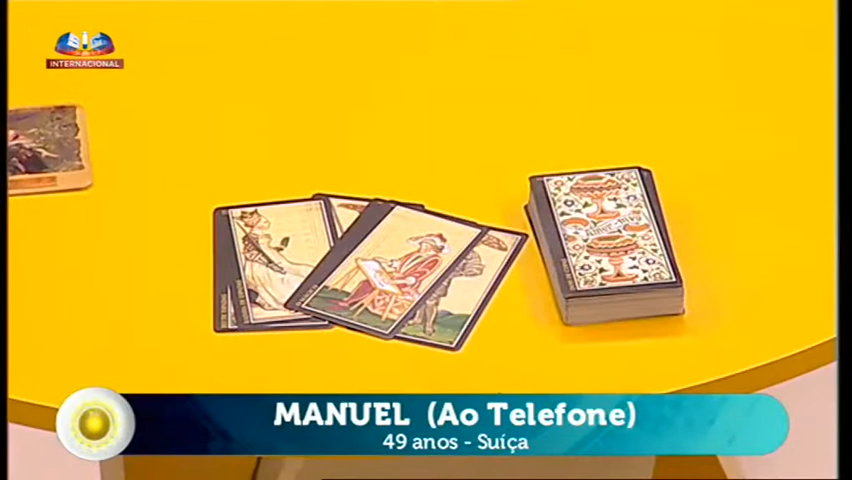 SIC
INTERNACIONAL
MANUEL (Ao Telefone)
49 anos - Suíça